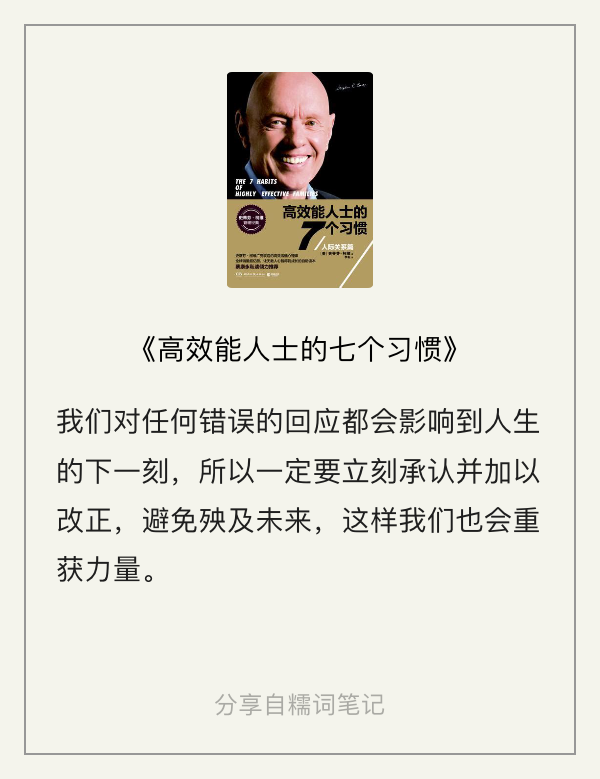 THE 7 HABITS
OF
HIGHLY EFFECTIVE FAMILIES
高效能人士的
7个习惯
人际关系篇
《高效能人士的七个习惯》
我们对任何错误的回应都会影响到人生
的下一刻，所以一定要立刻承认并加以
改正，避免殃及未来，这样我们也会重
获力量。
分享自糯词笔记